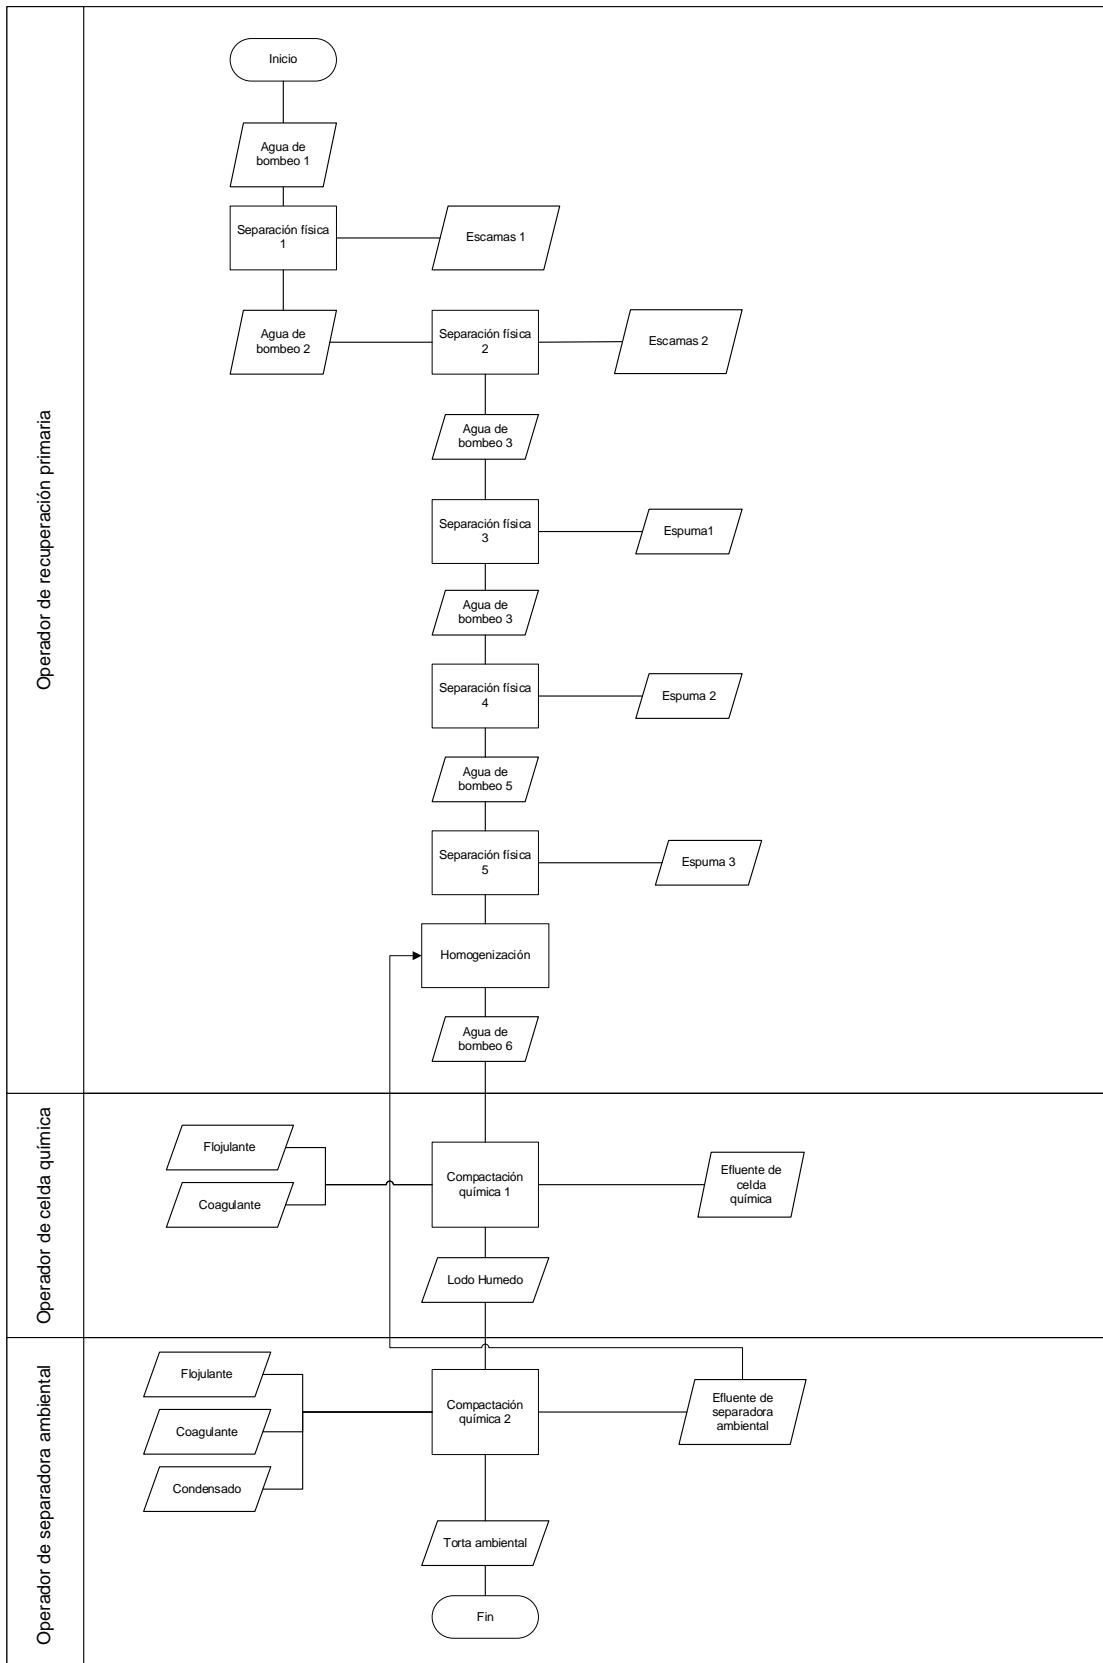 Operador de recuperación primaria
Inicio
Agua de
bombeo 1
Separación física
1
Escamas 1
Agua de
bombeo 2
Separación física
2
Escamas 2
Agua de
bombeo 3
Separación física
3
Espuma1
Agua de
bombeo 3
Separación física
4
Espuma 2
Agua de
bombeo 5
Separación física
5
Espuma 3
Homogenización
Agua de
bombeo 6
Operador de celda química
Flojulante
Coagulante
Compactación
química 1
Efluente de
celda
química
Lodo Humedo
Operador de separadora ambiental
Flojulante
Coagulante
Condensado
Compactación
química 2
Efluente de
separadora
ambiental
Torta ambiental
Fin